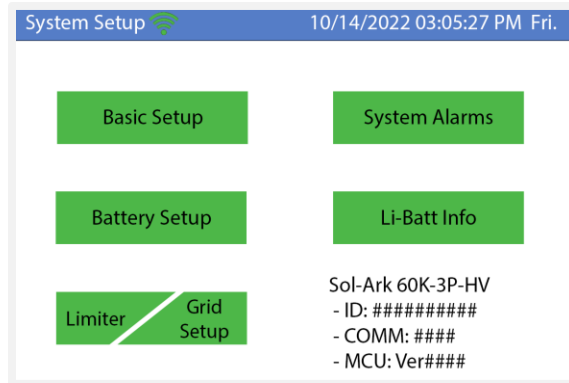 System Setup
10/14/2022 03:05:27 PM Fri.
Basic Setup
System Alarms
Battery Setup
Li-Batt Info
Limiter
Grid
Setup
Sol-Ark 60K-3P-HV
- ID: ##########
- COMM: ####
- MCU: Ver####